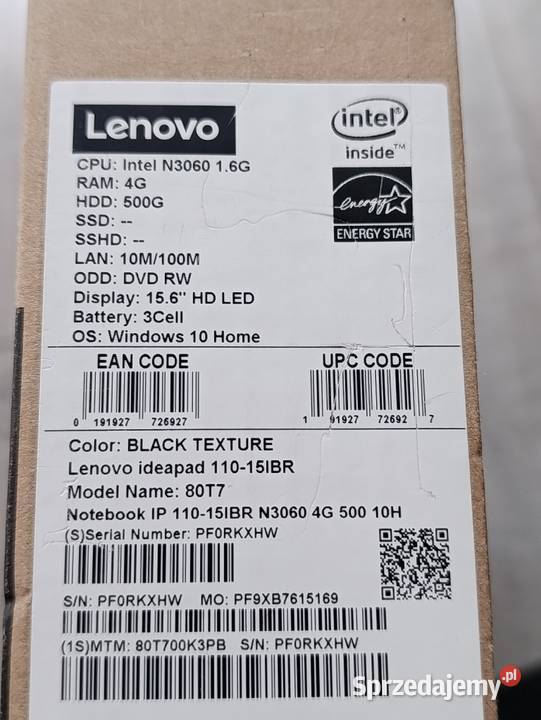 Lenovo
intel
inside™
CPU: Intel N3060 1.6G
RAM: 4G
HDD: 500G
SSD: --
SSHD: --
LAN: 10M/100M
ODD: DVD RW
Display: 15.6" HD LED
Battery: 3Cell
OS: Windows 10 Home
energy
ENERGY STAR
EAN CODE
0 191927 726927
UPC CODE
1 91927 72692 7
Color: BLACK TEXTURE
Lenovo ideapad 110-15IBR
Model Name: 80T7
Notebook IP 110-15IBR N3060 4G 500 10H
(S)Serial Number: PF0RKXHW
S/N: PF0RKXHW MO: PF9XB7615169
(1S)MTM: 80T700K3PB S/N: PF0RKXHW
Sprzedajemy.pl